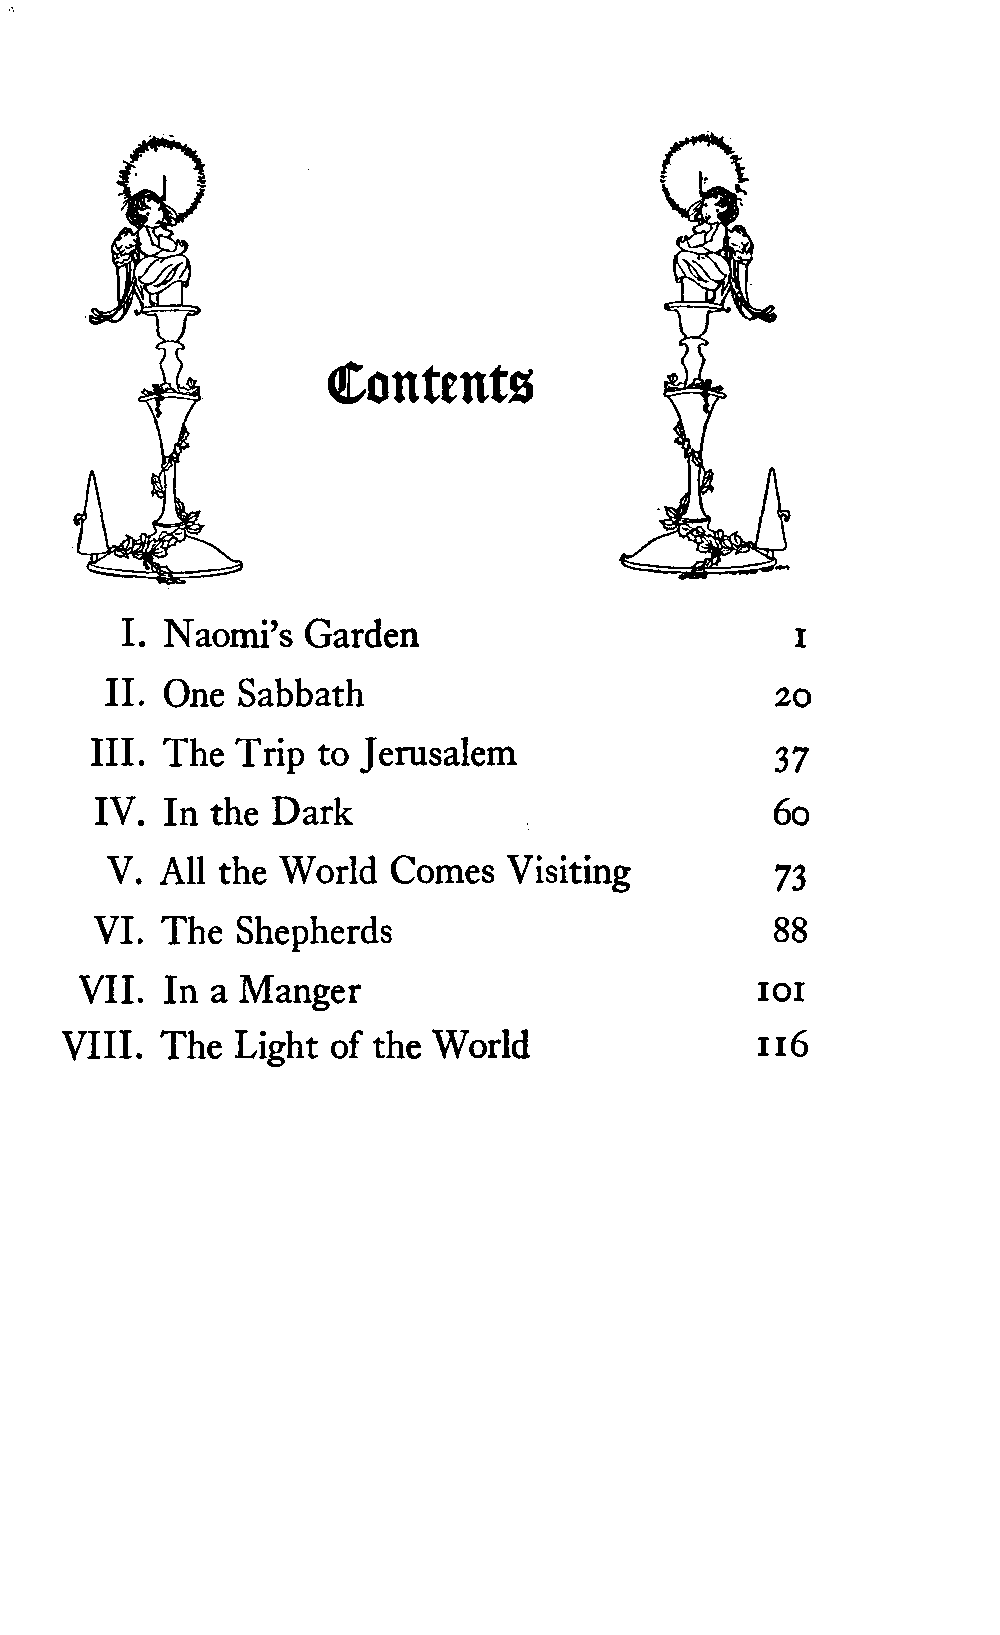 Contents
I. Naomi's Garden 1
II. One Sabbath 20
III. The Trip to Jerusalem 37
IV. In the Dark 60
V. All the World Comes Visiting 73
VI. The Shepherds 88
VII. In a Manger 101
VIII. The Light of the World 116